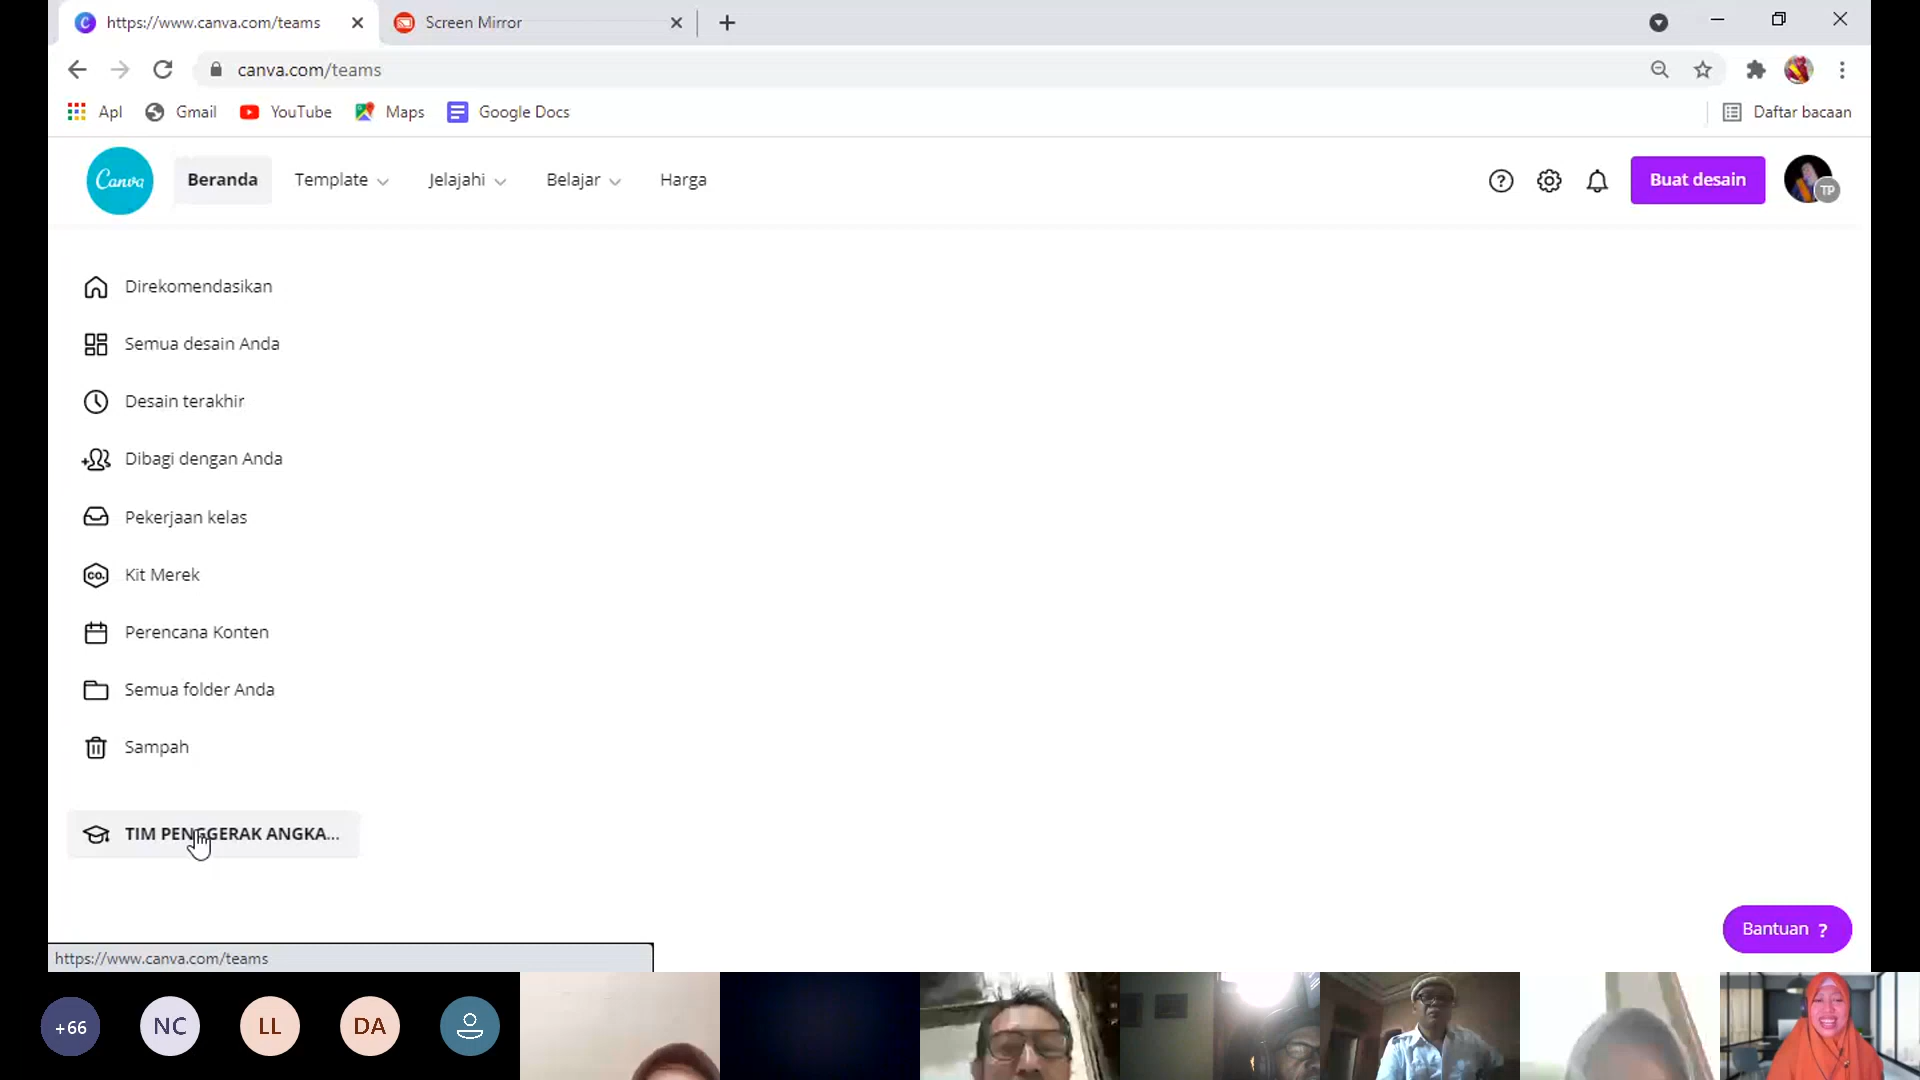 https://www.canva.com/teams
Screen Mirror
canva.com/teams
Apl
Gmail
YouTube
Maps
Google Docs
Daftar bacaan
Canva
Beranda
Template
Jelajahi
Belajar
Harga
Buat desain
TP
Direkomendasikan
Semua desain Anda
Desain terakhir
Dibagi dengan Anda
Pekerjaan kelas
CO.
Kit Merek
Perencana Konten
Semua folder Anda
Sampah
TIM PENGGERAK ANGKA...
Bantuan ?
https://www.canva.com/teams
+66
NC
LL
DA